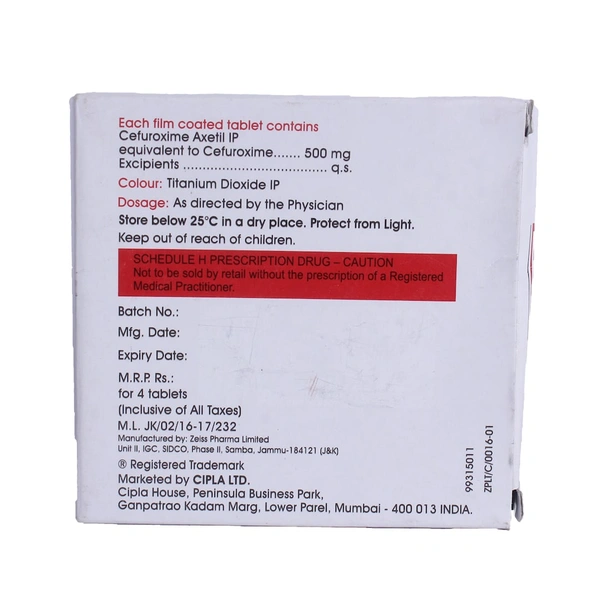 Each film coated tablet contains
Cefuroxime Axetil IP
equivalent to Cefuroxime....... 500 mg
Excipients ..................................... q.s.
Colour: Titanium Dioxide IP
Dosage: As directed by the Physician
Store below 25°C in a dry place. Protect from Light.
Keep out of reach of children.
SCHEDULE H PRESCRIPTION DRUG – CAUTION
Not to be sold by retail without the prescription of a Registered
Medical Practitioner.
Batch No.:
Mfg. Date:
Expiry Date:
M.R.P. Rs.:
for 4 tablets
(Inclusive of All Taxes)
M.L. JK/02/16-17/232
Manufactured by: Zeiss Pharma Limited
Unit II, IGC, SIDCO, Phase II, Samba, Jammu-184121 (J&K)
® Registered Trademark
Marketed by CIPLA LTD.
Cipla House, Peninsula Business Park,
Ganpatrao Kadam Marg, Lower Parel, Mumbai - 400 013 INDIA.
99315011
ZPLT/C/0016-01